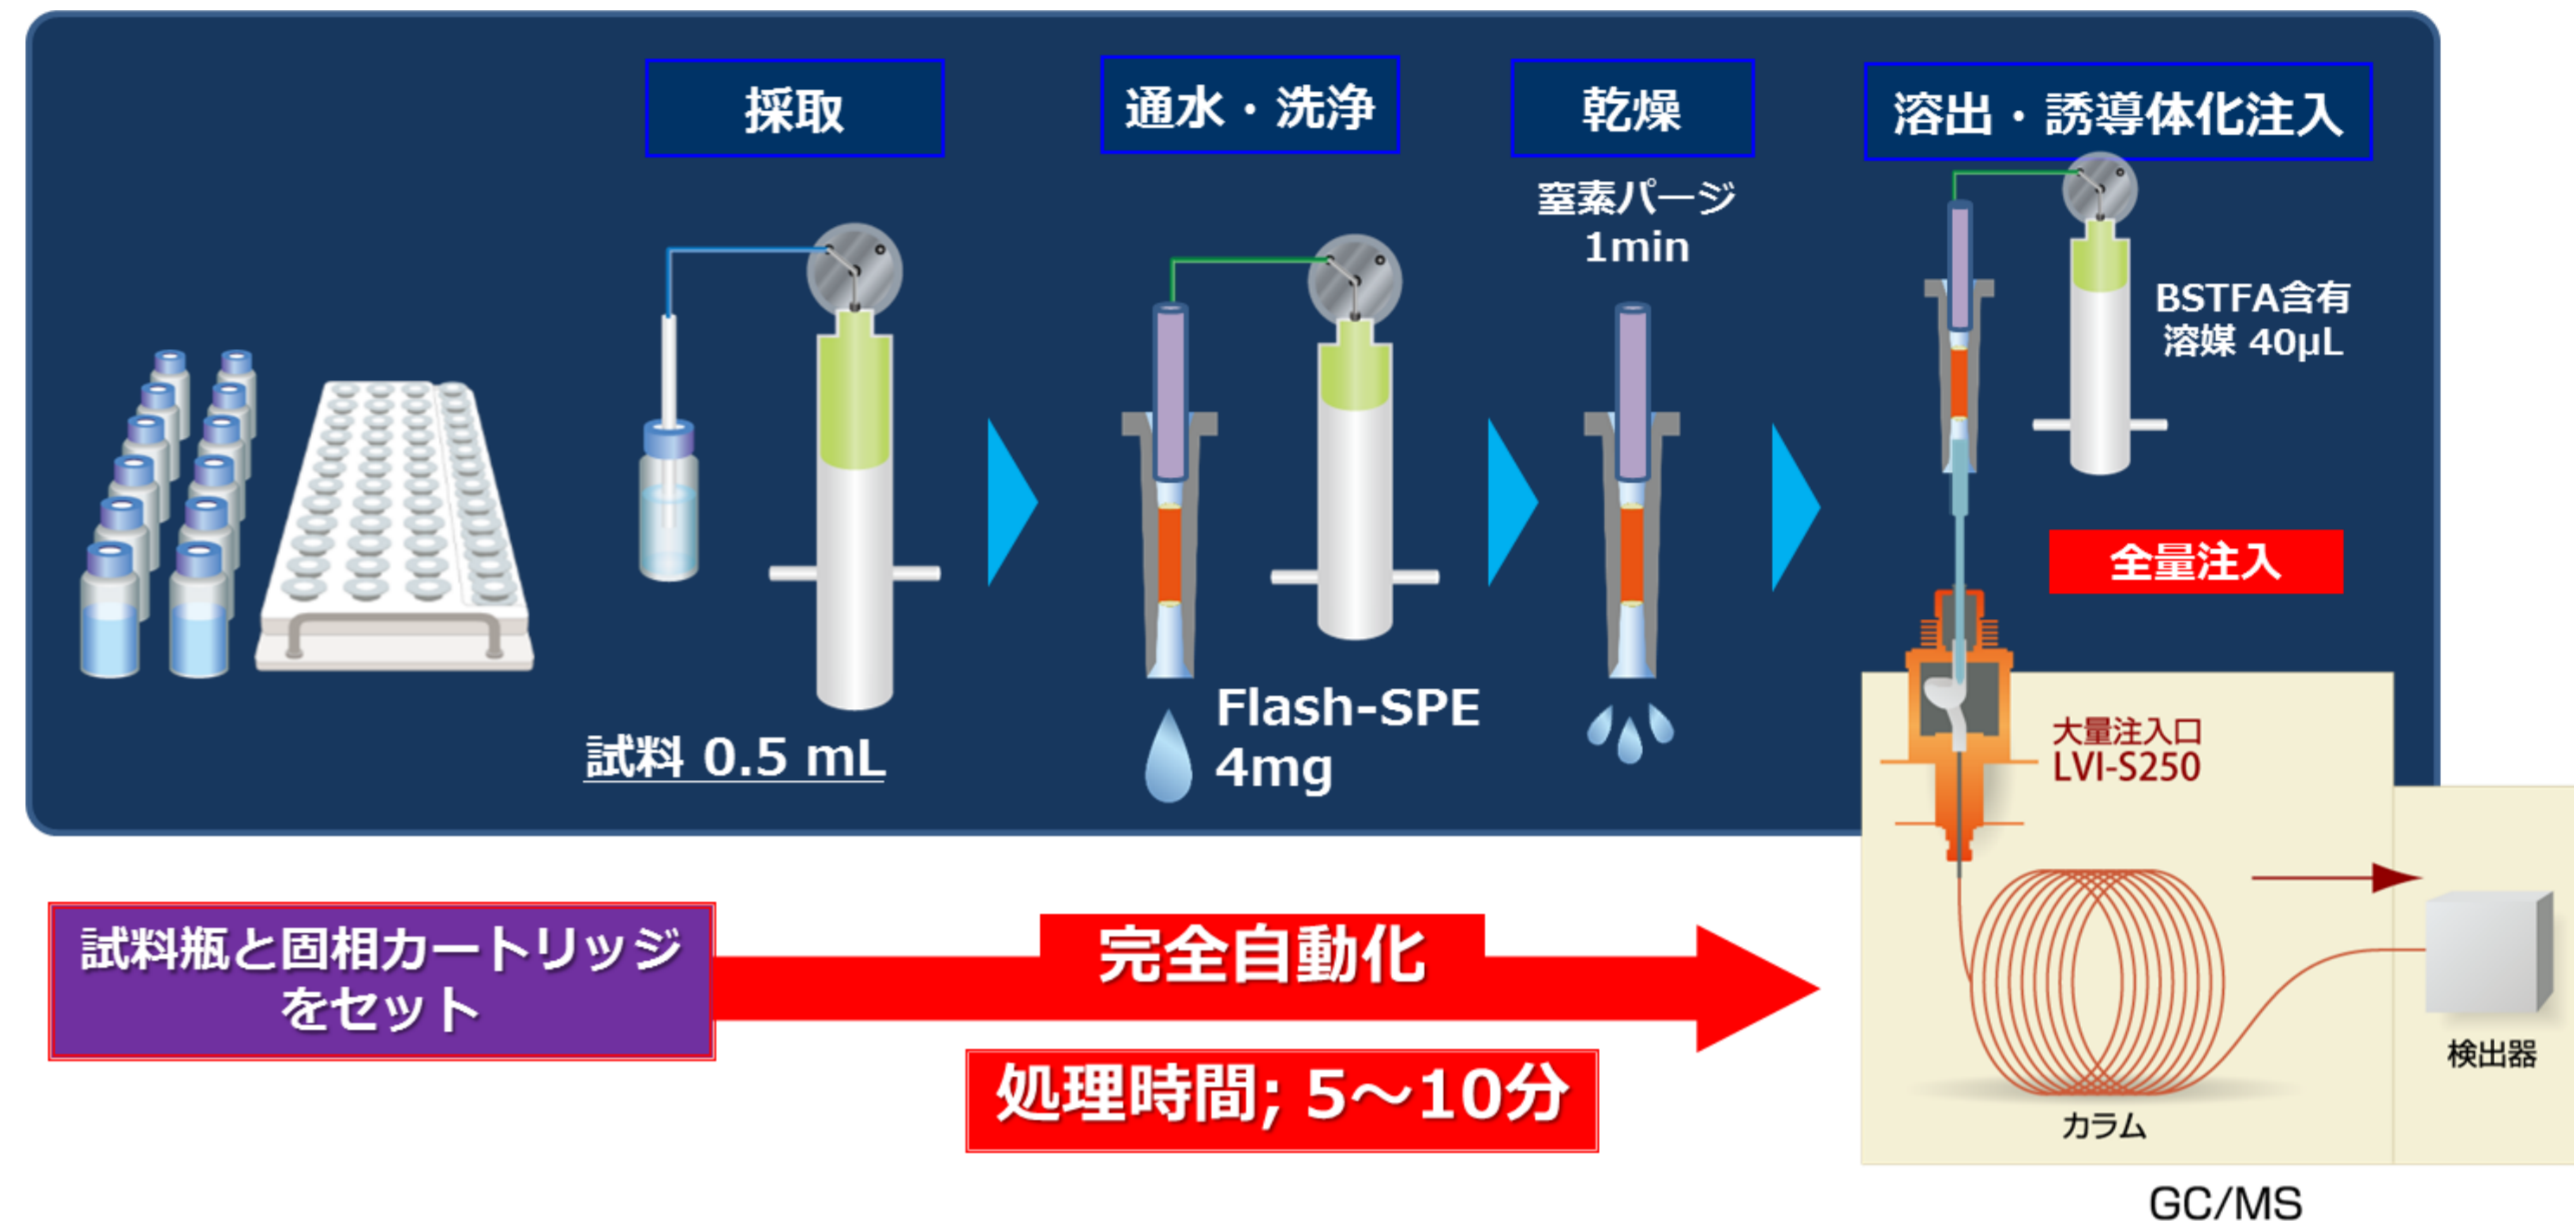 採取
試料 0.5 mL
通水・洗浄
Flash-SPE
4mg
乾燥
窒素パージ
1min
溶出・誘導体化注入
BSTFA含有
溶媒 40μL
全量注入
大量注入口
LVI-S250
試料瓶と固相カートリッジ
をセット
完全自動化
処理時間; 5～10分
検出器
カラム
GC/MS